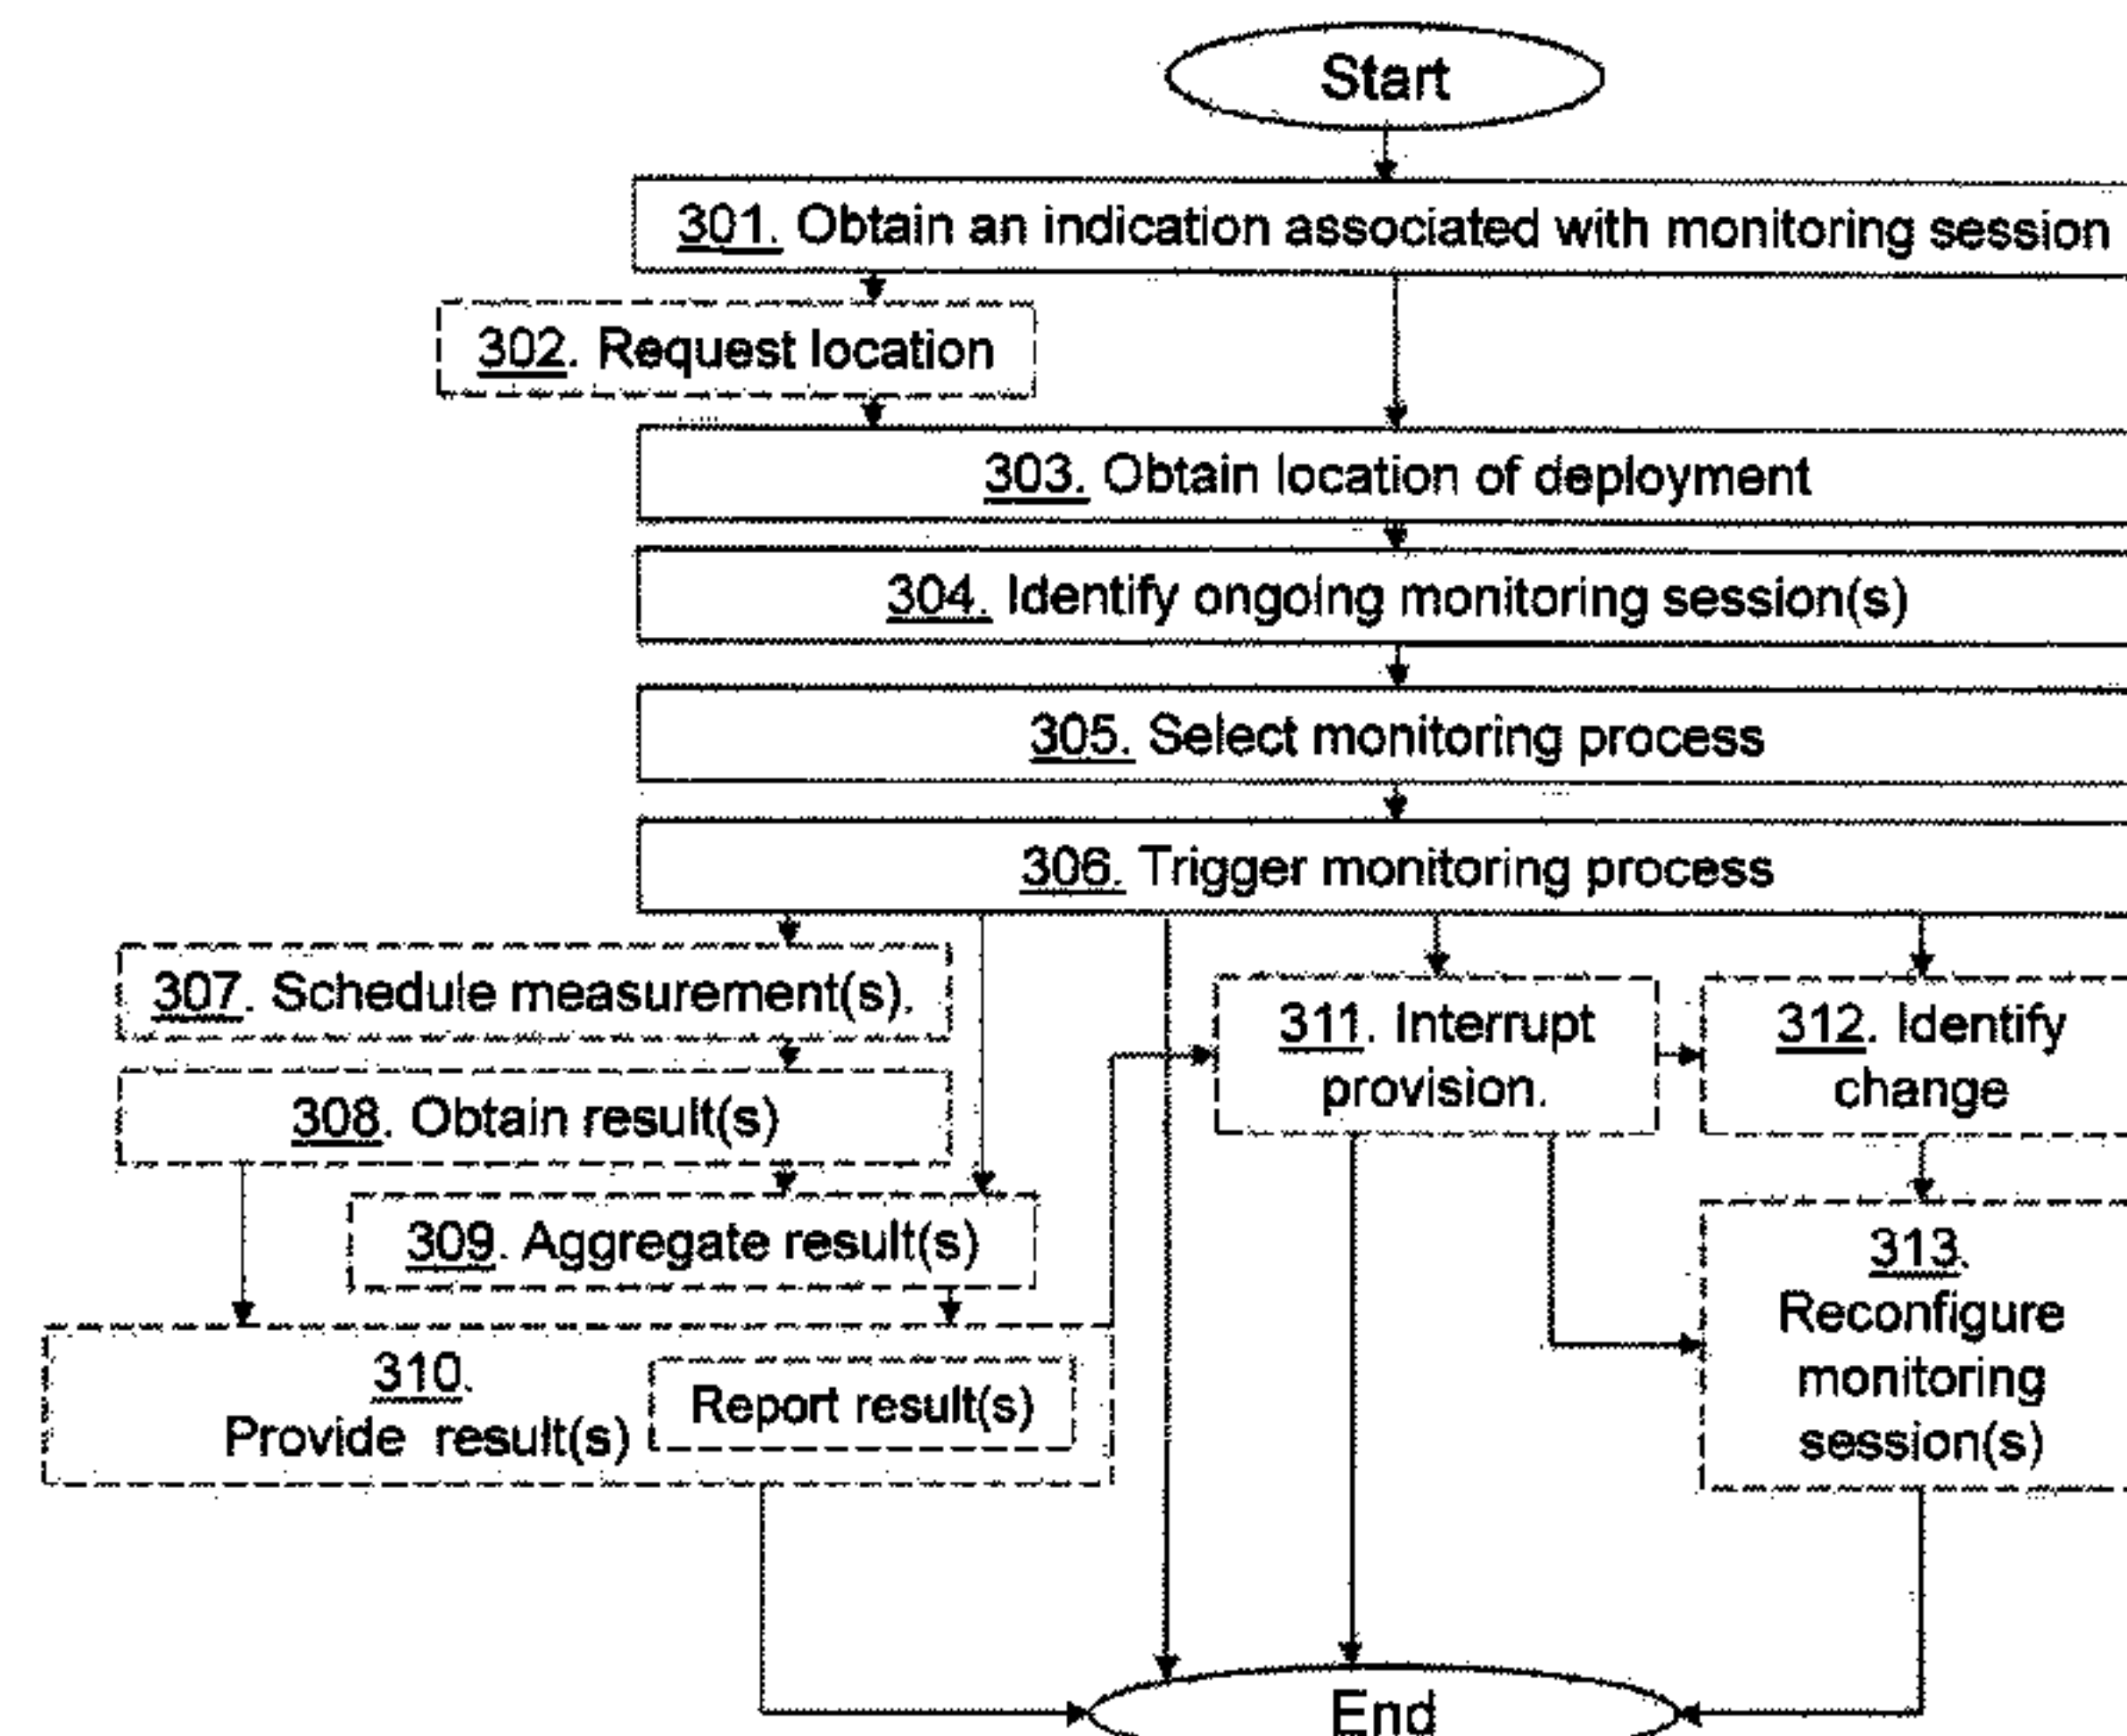 Start
301. Obtain an indication associated with monitoring session
302. Request location
303. Obtain location of deployment
304. Identify ongoing monitoring session(s)
305. Select monitoring process
306. Trigger monitoring process
307. Schedule measurement(s).
308. Obtain result(s)
309. Aggregate result(s)
310.
Provide result(s)
Report result(s)
311. Interrupt
provision.
312. Identify
change
313.
Reconfigure
monitoring
session(s)
End